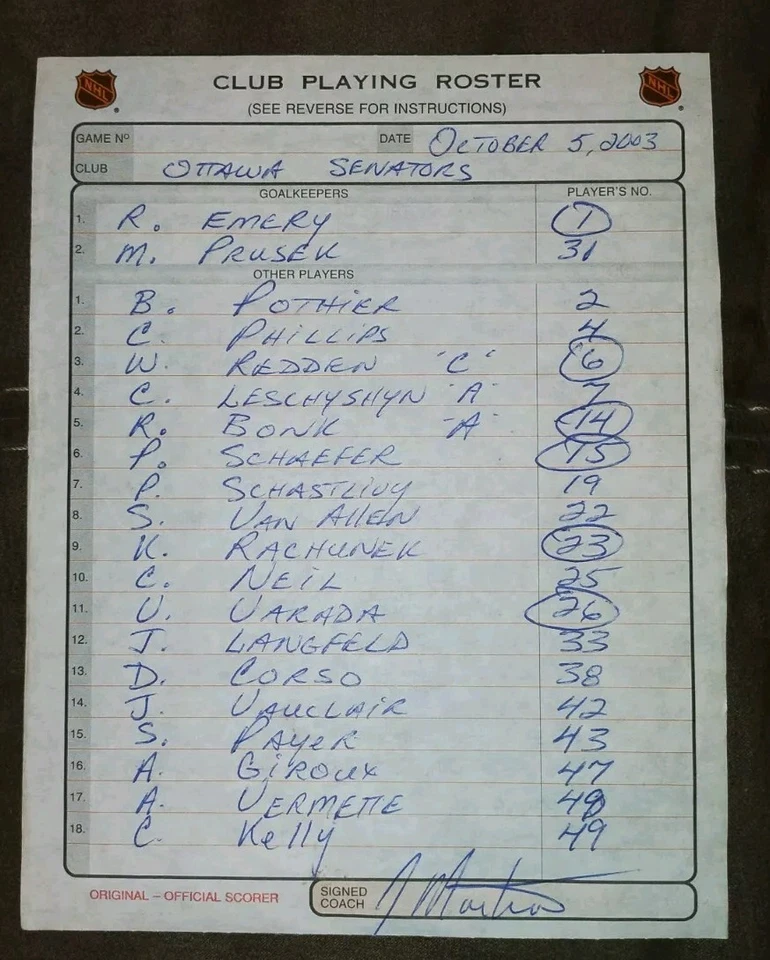 NHL CLUB PLAYING ROSTER NHL
(SEE REVERSE FOR INSTRUCTIONS)
GAME Nº DATE OCTOBER 5, 2003
CLUB OTTAWA SENATORS
GOALKEEPERS PLAYER'S NO.
1. R. EMERY 1
2. M. PRUSEK 31
OTHER PLAYERS
1. B. POTHIER 2
2. C. PHILLIPS 4
3. W. REDDEN "C" 6
4. C. LESCHYSHYN "A" 7
5. R. BONK "A" 14
6. P. SCHAEFER 15
7. P. SCHASTLIVY 19
8. S. VAN ALLEN 22
9. K. RACHUNEK 23
10. C. NEIL 25
11. V. VARADA 26
12. J. LANGFELD 33
13. D. CORSO 38
14. J. VAUCLAIR 42
15. S. PAYER 43
16. A. GIROUX 47
17. A. VERMETTE
18. C. Kelly 49
ORIGINAL – OFFICIAL SCORER SIGNED COACH J Martin